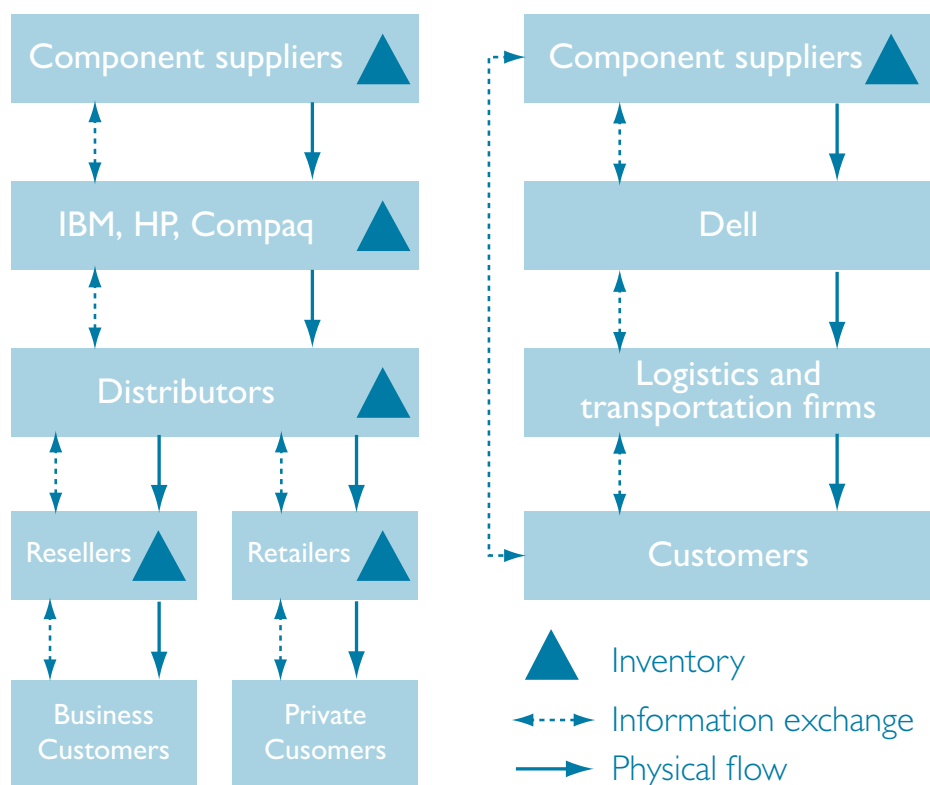 Component suppliers
IBM, HP, Compaq
Distributors
Resellers
Retailers
Business
Customers
Private
Cusomers
Component suppliers
Dell
Logistics and
transportation firms
Customers
Inventory
Information exchange
Physical flow